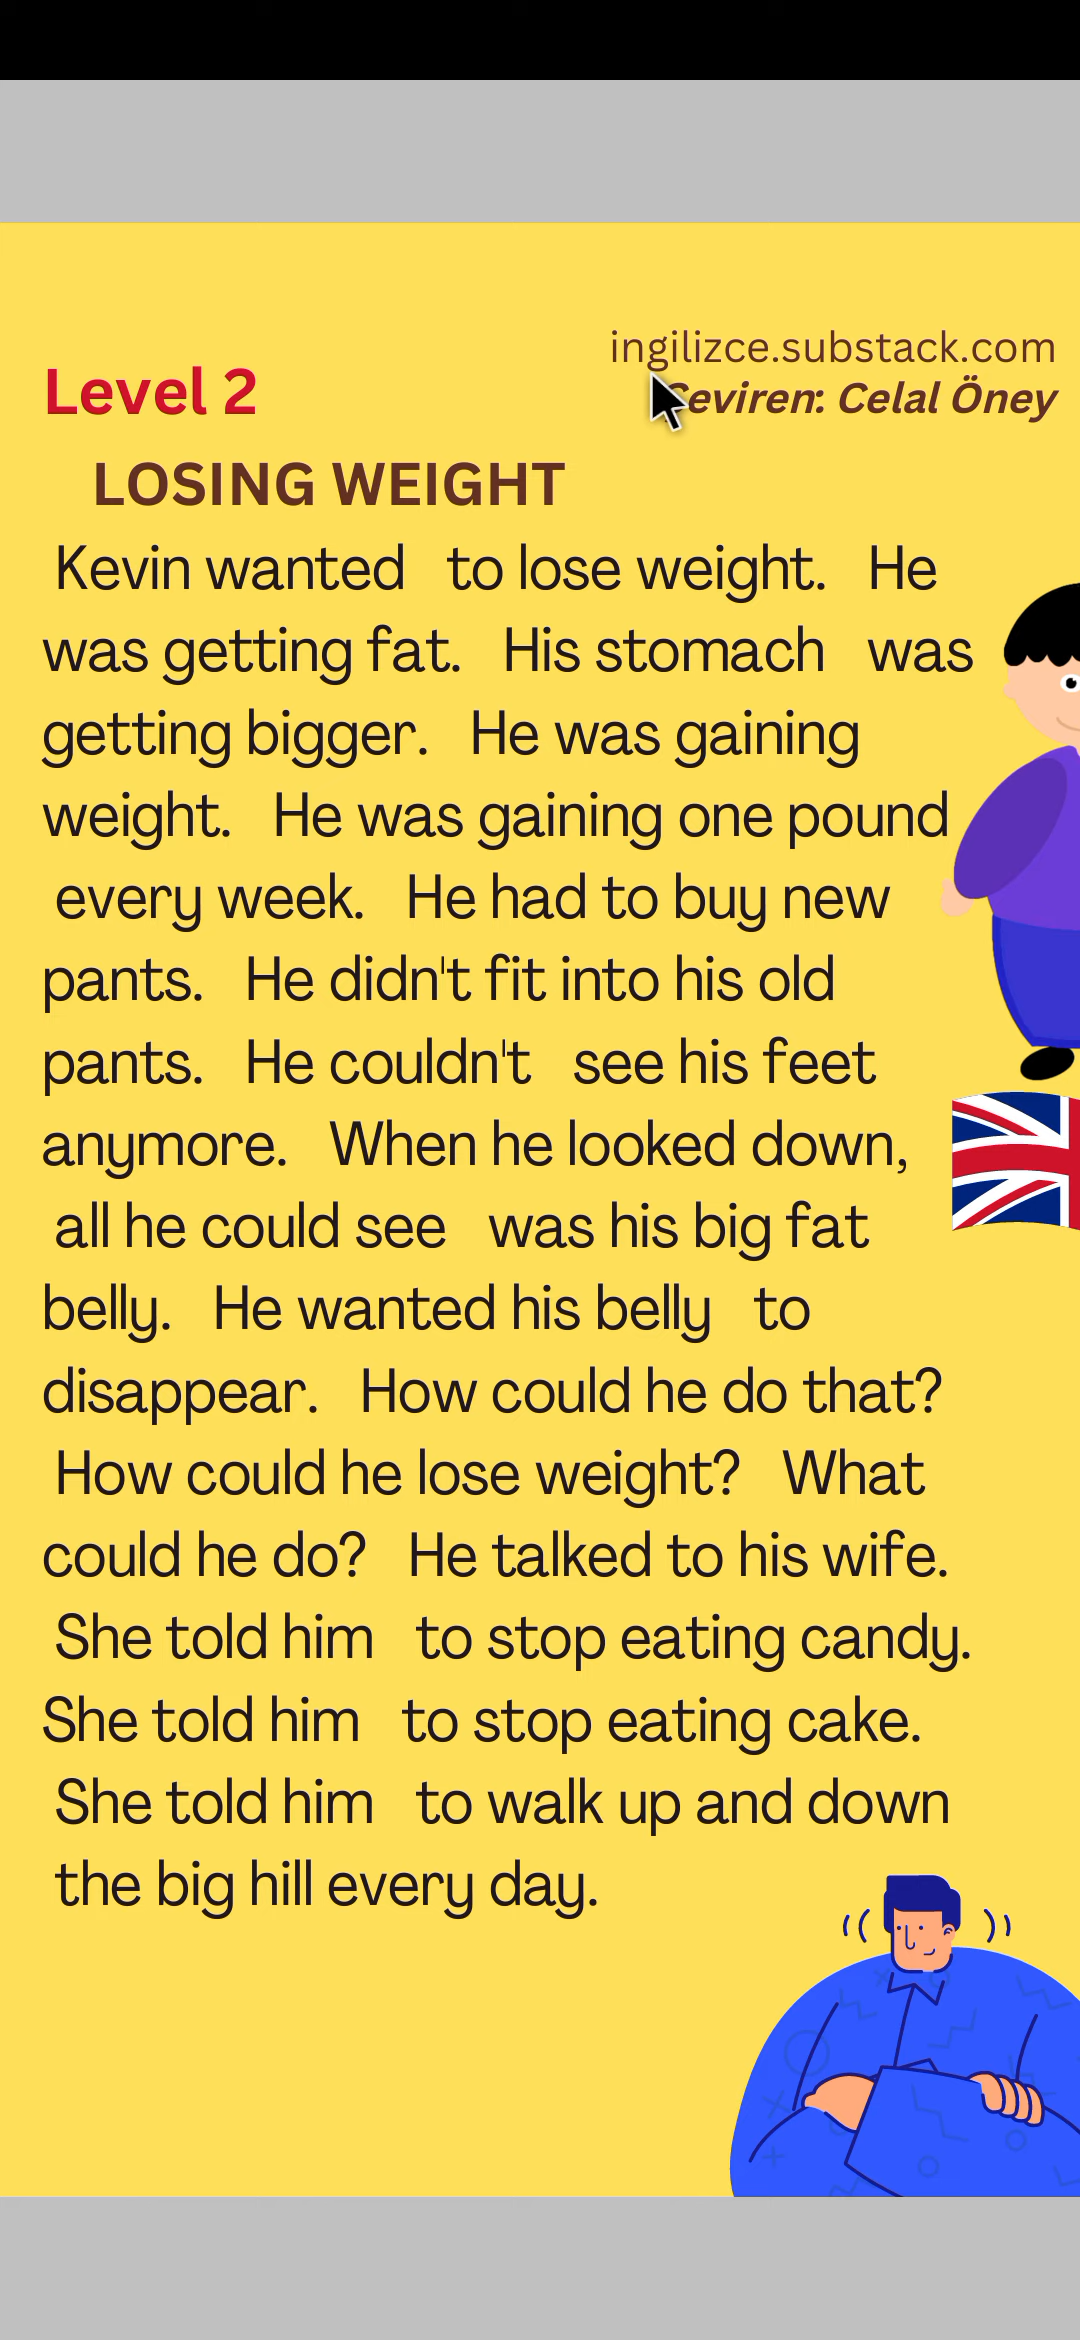 ingilizce.substack.com
Level 2
Çeviren: Celal Öney
LOSING WEIGHT
Kevin wanted to lose weight. He
was getting fat. His stomach was
getting bigger. He was gaining
weight. He was gaining one pound
every week. He had to buy new
pants. He didn't fit into his old
pants. He couldn't see his feet
anymore. When he looked down,
all he could see was his big fat
belly. He wanted his belly to
disappear. How could he do that?
How could he lose weight? What
could he do? He talked to his wife.
She told him to stop eating candy.
She told him to stop eating cake.
She told him to walk up and down
the big hill every day.